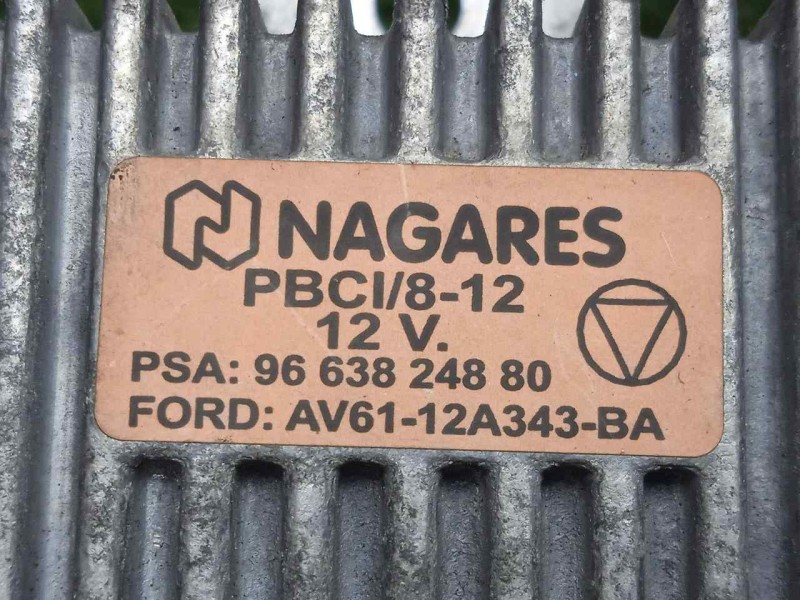 NAGARES
PBCI/8-12
12 V.
PSA: 96 638 248 80
FORD: AV61-12A343-BA